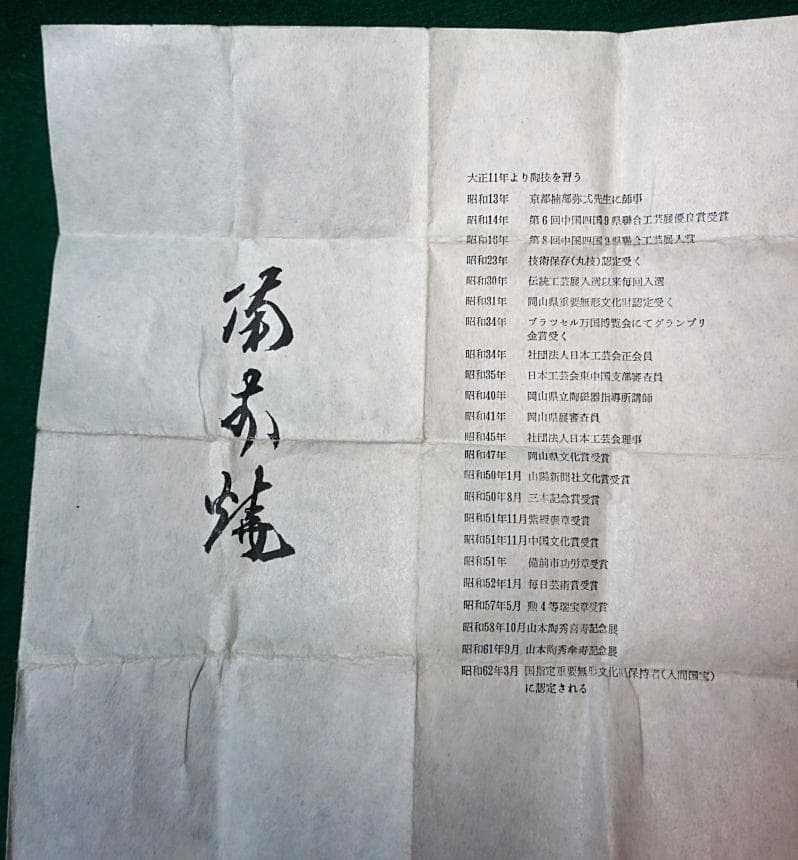 備前燒
大正11年より陶技を習う
昭和13年 京都楠部弥弌先生に師事
昭和14年 第6回中国四国9県聯合工芸展優良賞受賞
昭和16年 第8回中国四国9県聯合工芸展入賞
昭和23年 技術保存(丸技)認定受く
昭和30年 伝統工芸展入選以来毎回入選
昭和31年 岡山県重要無形文化財認定受く
昭和34年 ブラツセル万国博覧会にてグランプリ
金賞受く
昭和34年 社団法人日本工芸会正会員
昭和35年 日本工芸会東中国支部審査員
昭和40年 岡山県立陶磁器指導所講師
昭和41年 岡山県展審査員
昭和45年 社団法人日本工芸会理事
昭和47年 岡山県文化賞受賞
昭和50年1月 山陽新聞社文化賞受賞
昭和50年8月 三木記念賞受賞
昭和51年11月 紫綬褒章受賞
昭和51年11月 中国文化賞受賞
昭和51年 備前市功労章受賞
昭和52年1月 毎日芸術賞受賞
昭和57年5月 勲4等瑞宝章受賞
昭和58年10月 山本陶秀喜寿記念展
昭和61年9月 山本陶秀傘寿記念展
昭和62年3月 国指定重要無形文化財保持者(人間国宝)
に認定される